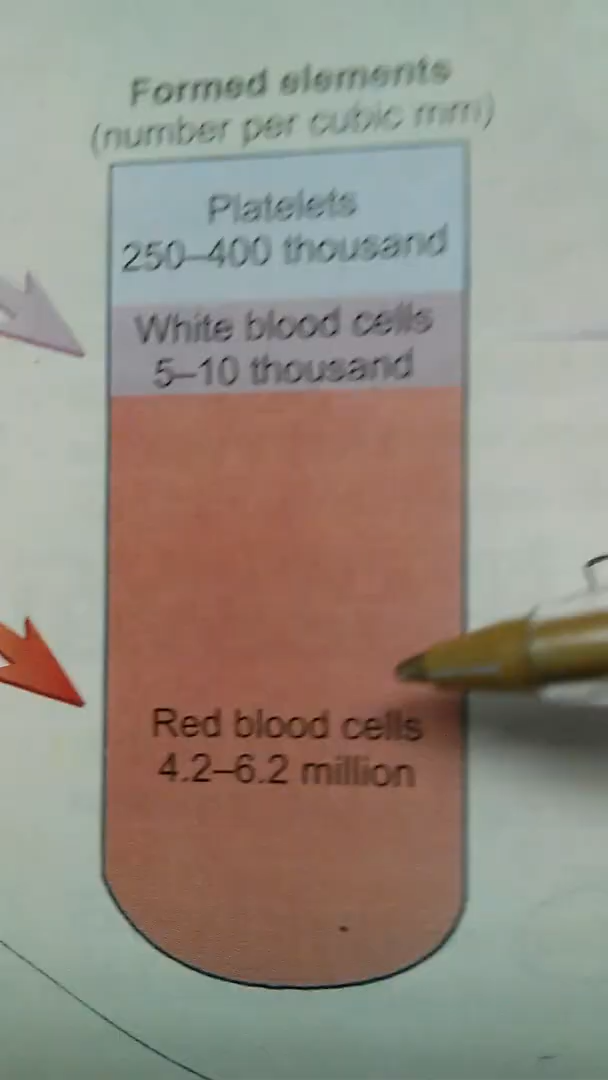 Formed elements
(number per cubic mm)
Platelets
250–400 thousand
White blood cells
5–10 thousand
Red blood cells
4.2–6.2 million